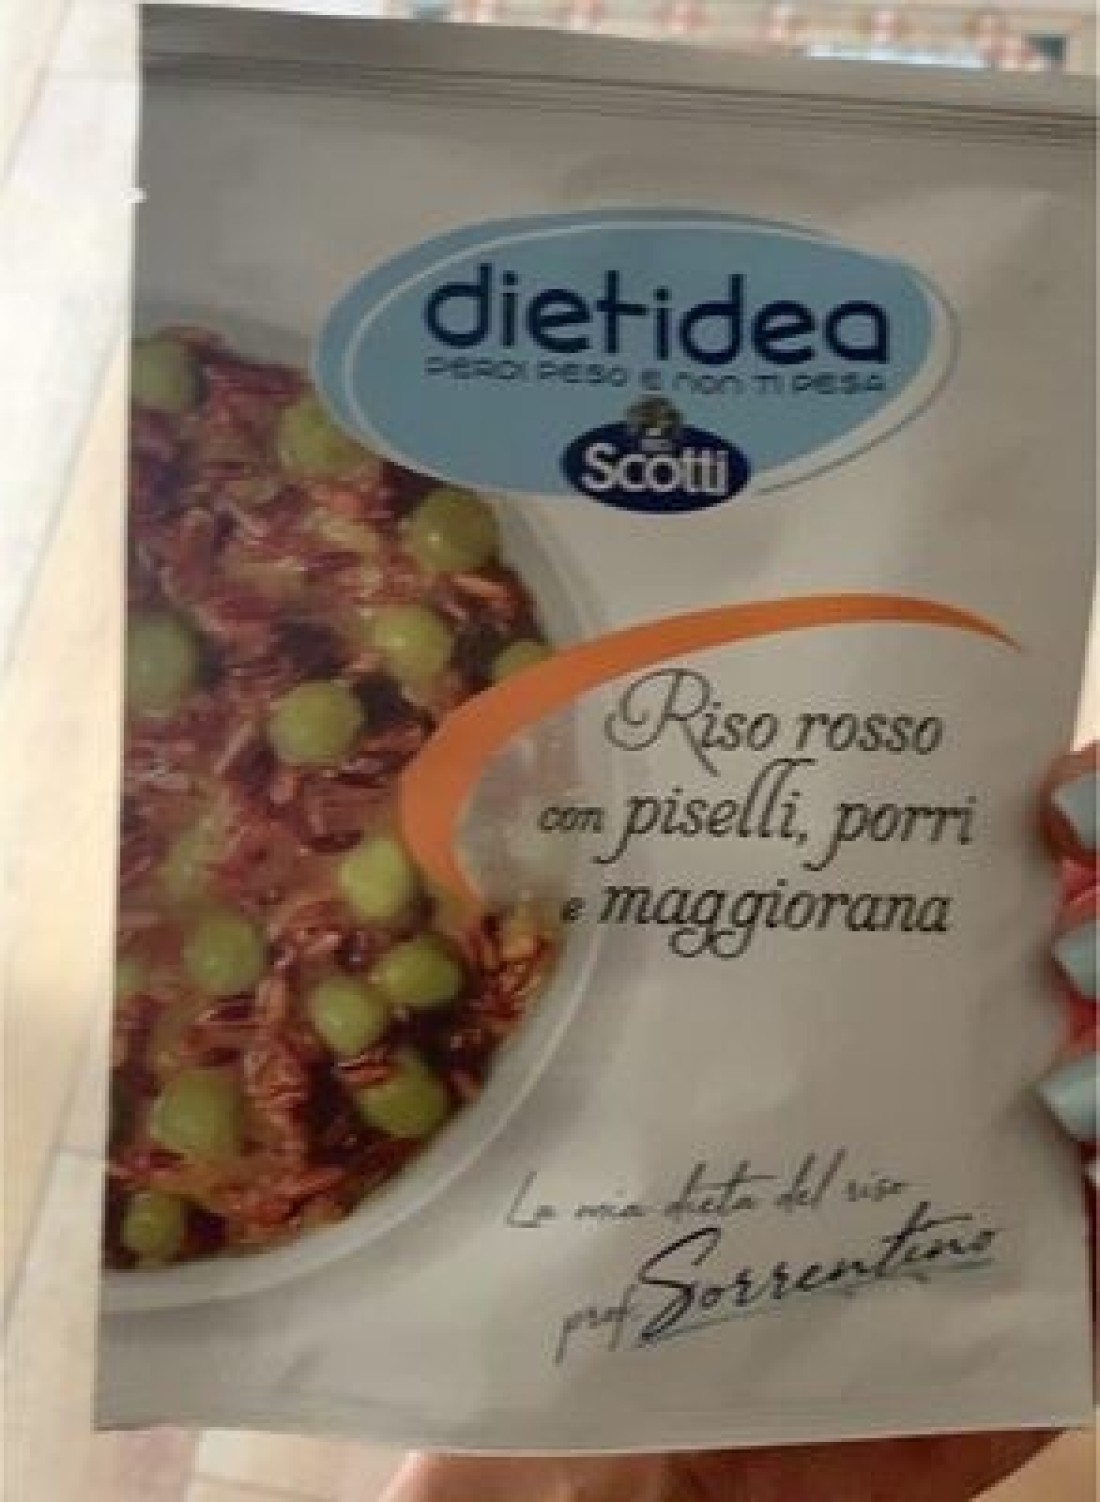 dietidea
PERDI PESO E non TI PESA
Scotti
Riso rosso
con piselli, porri
e maggiorana
La mia dieta del riso
prof. Sorrentino